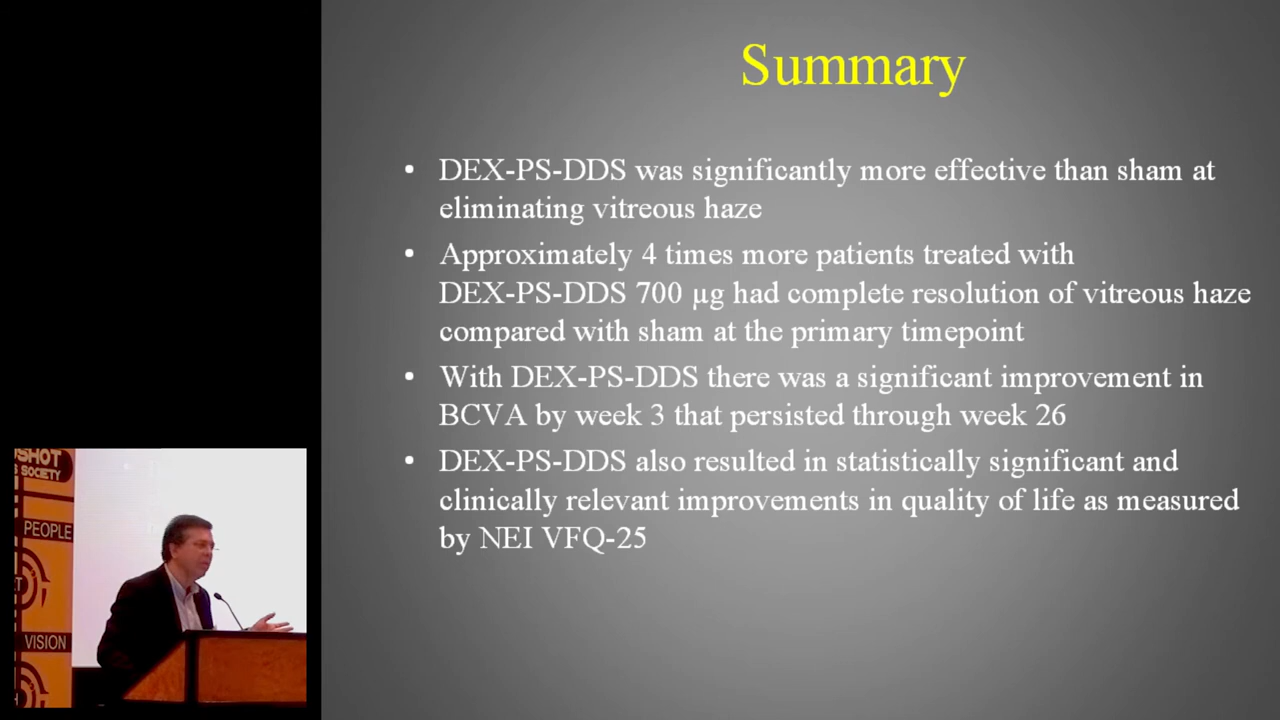 Summary
• DEX-PS-DDS was significantly more effective than sham at
eliminating vitreous haze
• Approximately 4 times more patients treated with
DEX-PS-DDS 700 µg had complete resolution of vitreous haze
compared with sham at the primary timepoint
• With DEX-PS-DDS there was a significant improvement in
BCVA by week 3 that persisted through week 26
• DEX-PS-DDS also resulted in statistically significant and
clinically relevant improvements in quality of life as measured
by NEI VFQ-25
SOCIETY
PEOPLE
VISION